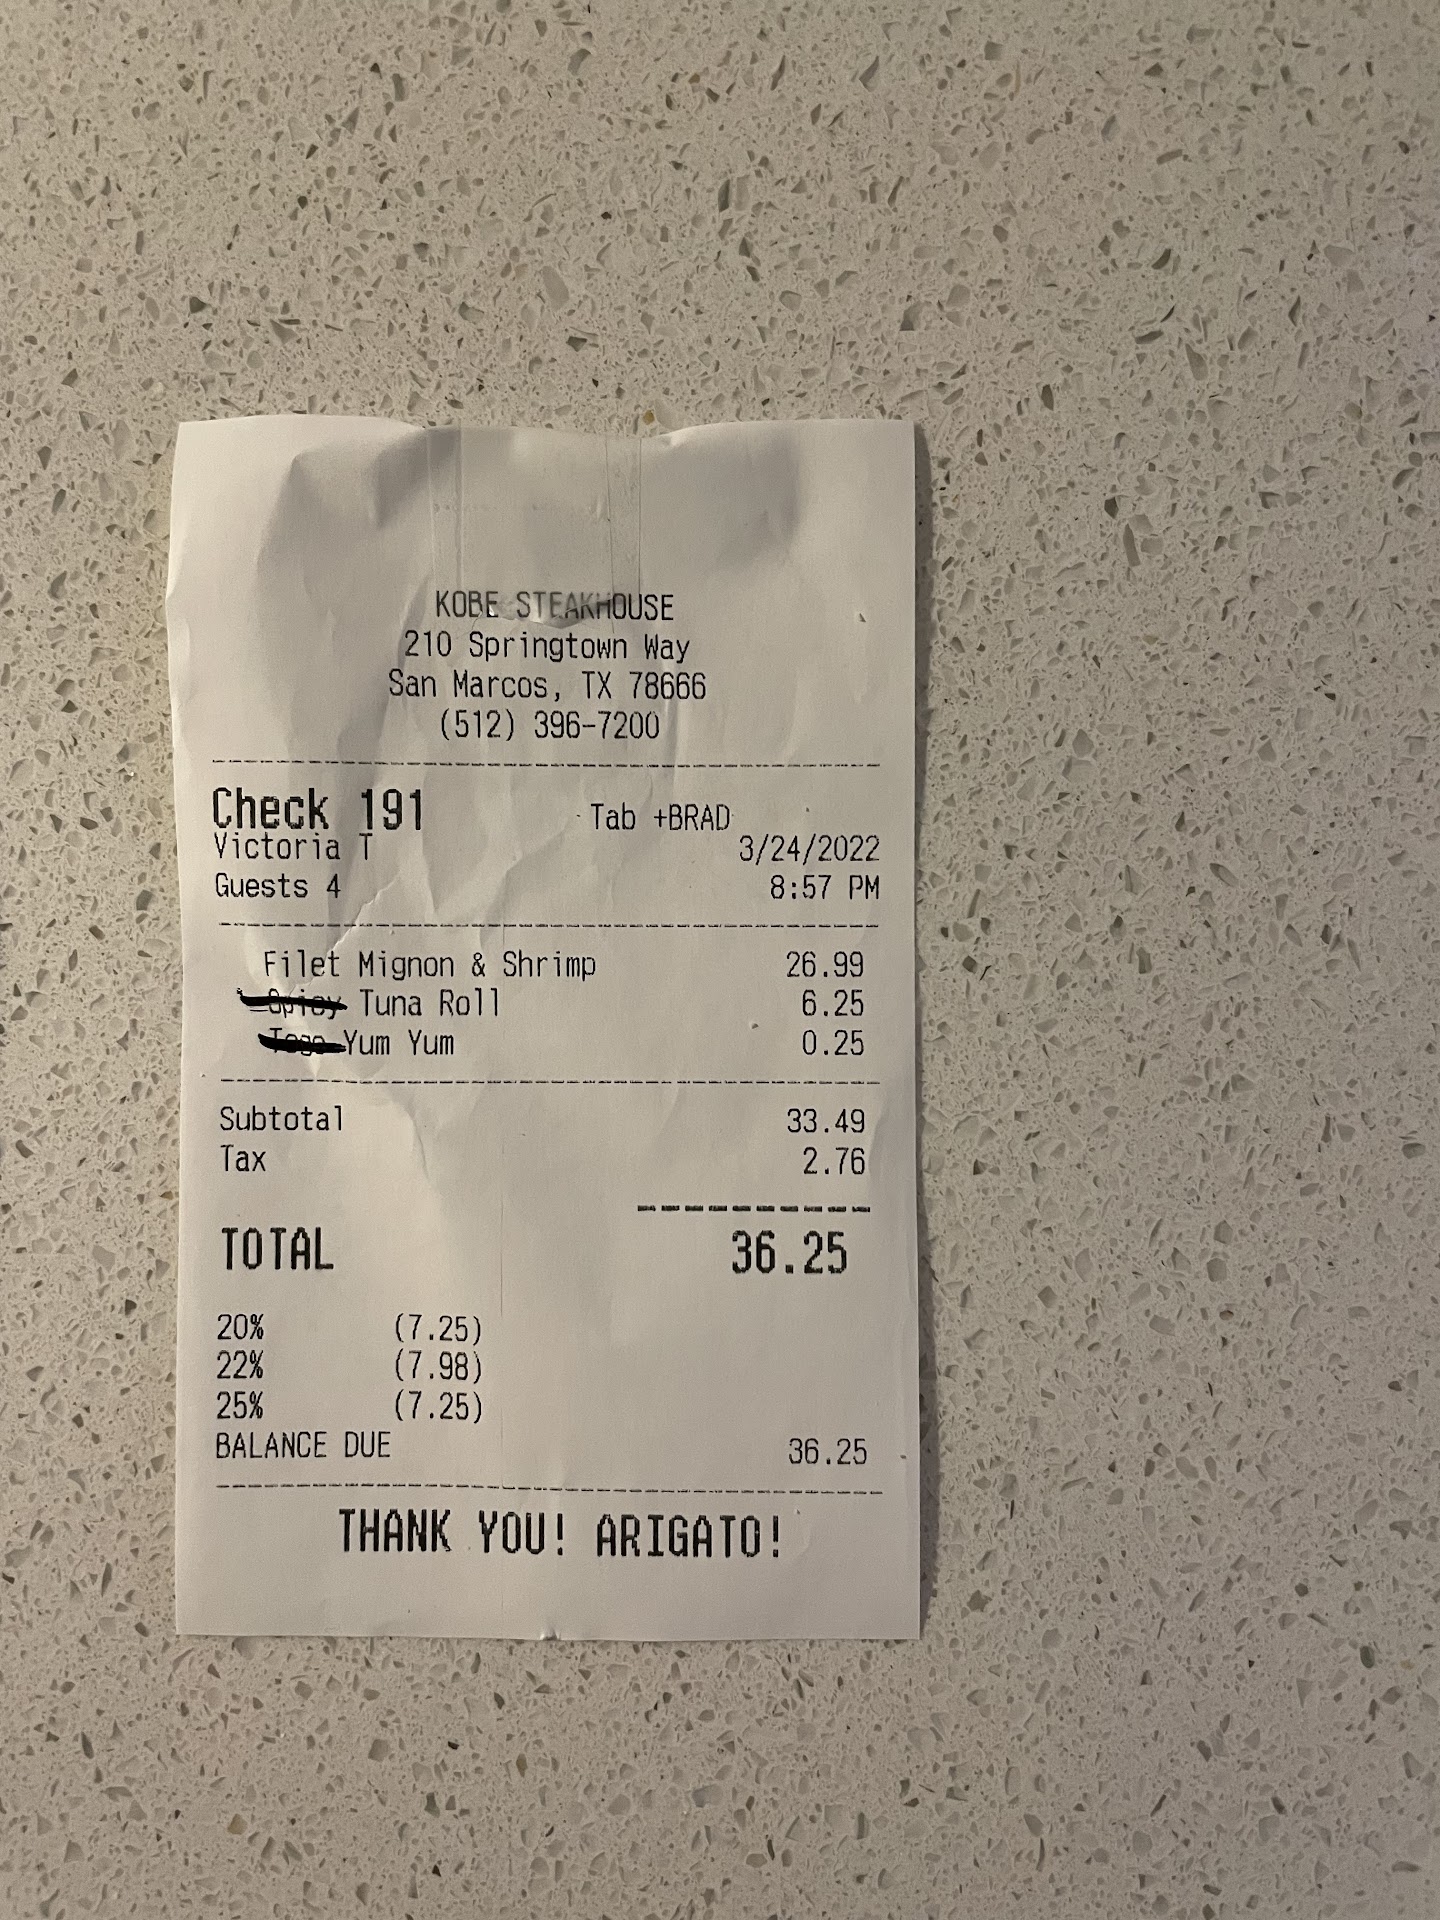 KOBE STEAKHOUSE
210 Springtown Way
San Marcos, TX 78666
(512) 396-7200
Check 191 Tab +BRAD
Victoria T 3/24/2022
Guests 4 8:57 PM
Filet Mignon & Shrimp 26.99
Tuna Roll 6.25
Yum Yum 0.25
Subtotal 33.49
Tax 2.76
TOTAL 36.25
20% (7.25)
22% (7.98)
25% (7.25)
BALANCE DUE 36.25
THANK YOU! ARIGATO!